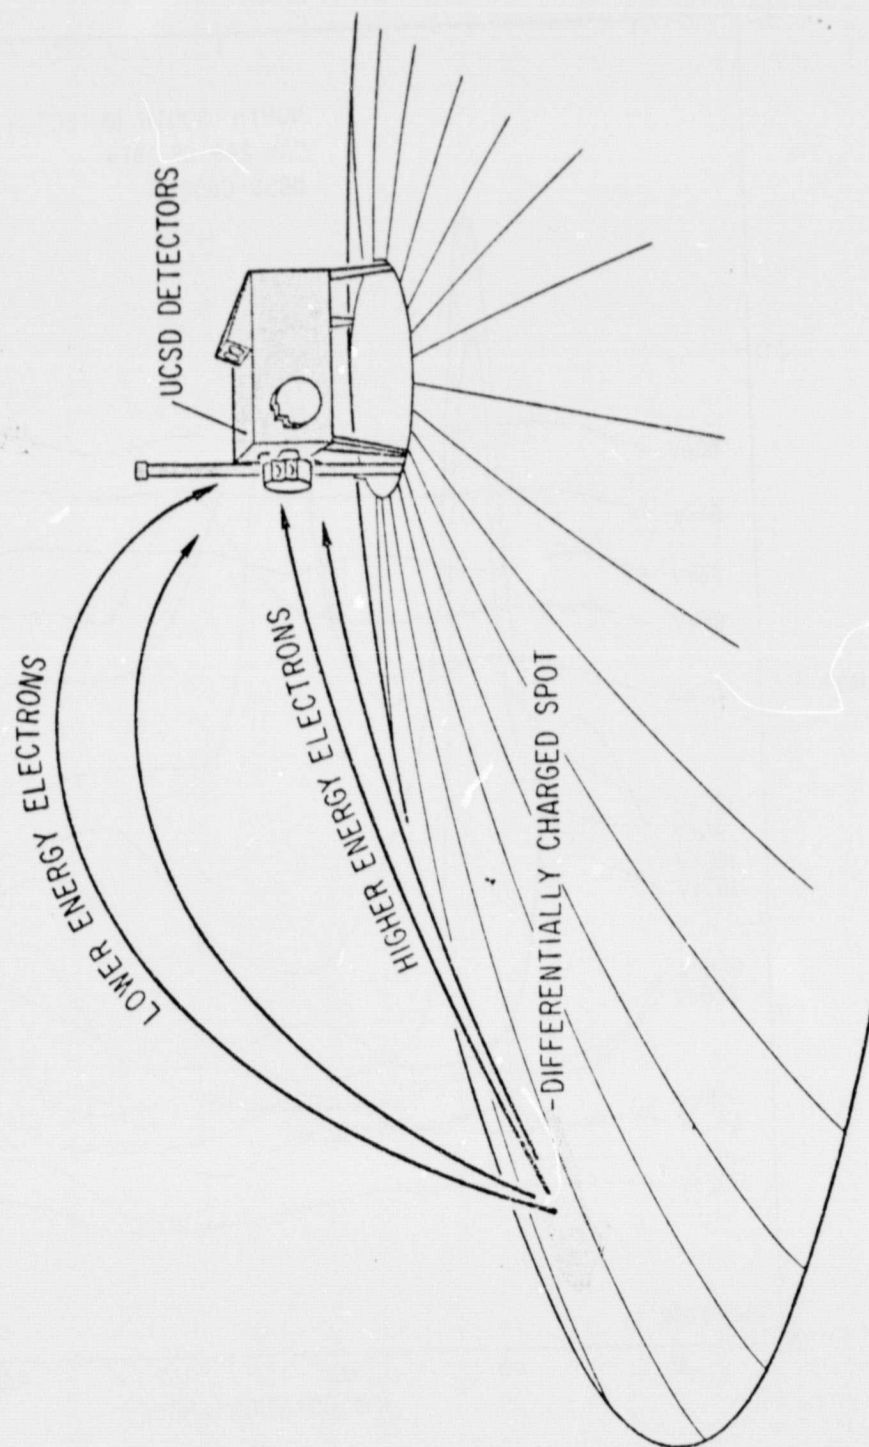 UCSD DETECTORS
LOWER ENERGY ELECTRONS
HIGHER ENERGY ELECTRONS
-DIFFERENTIALLY CHARGED SPOT